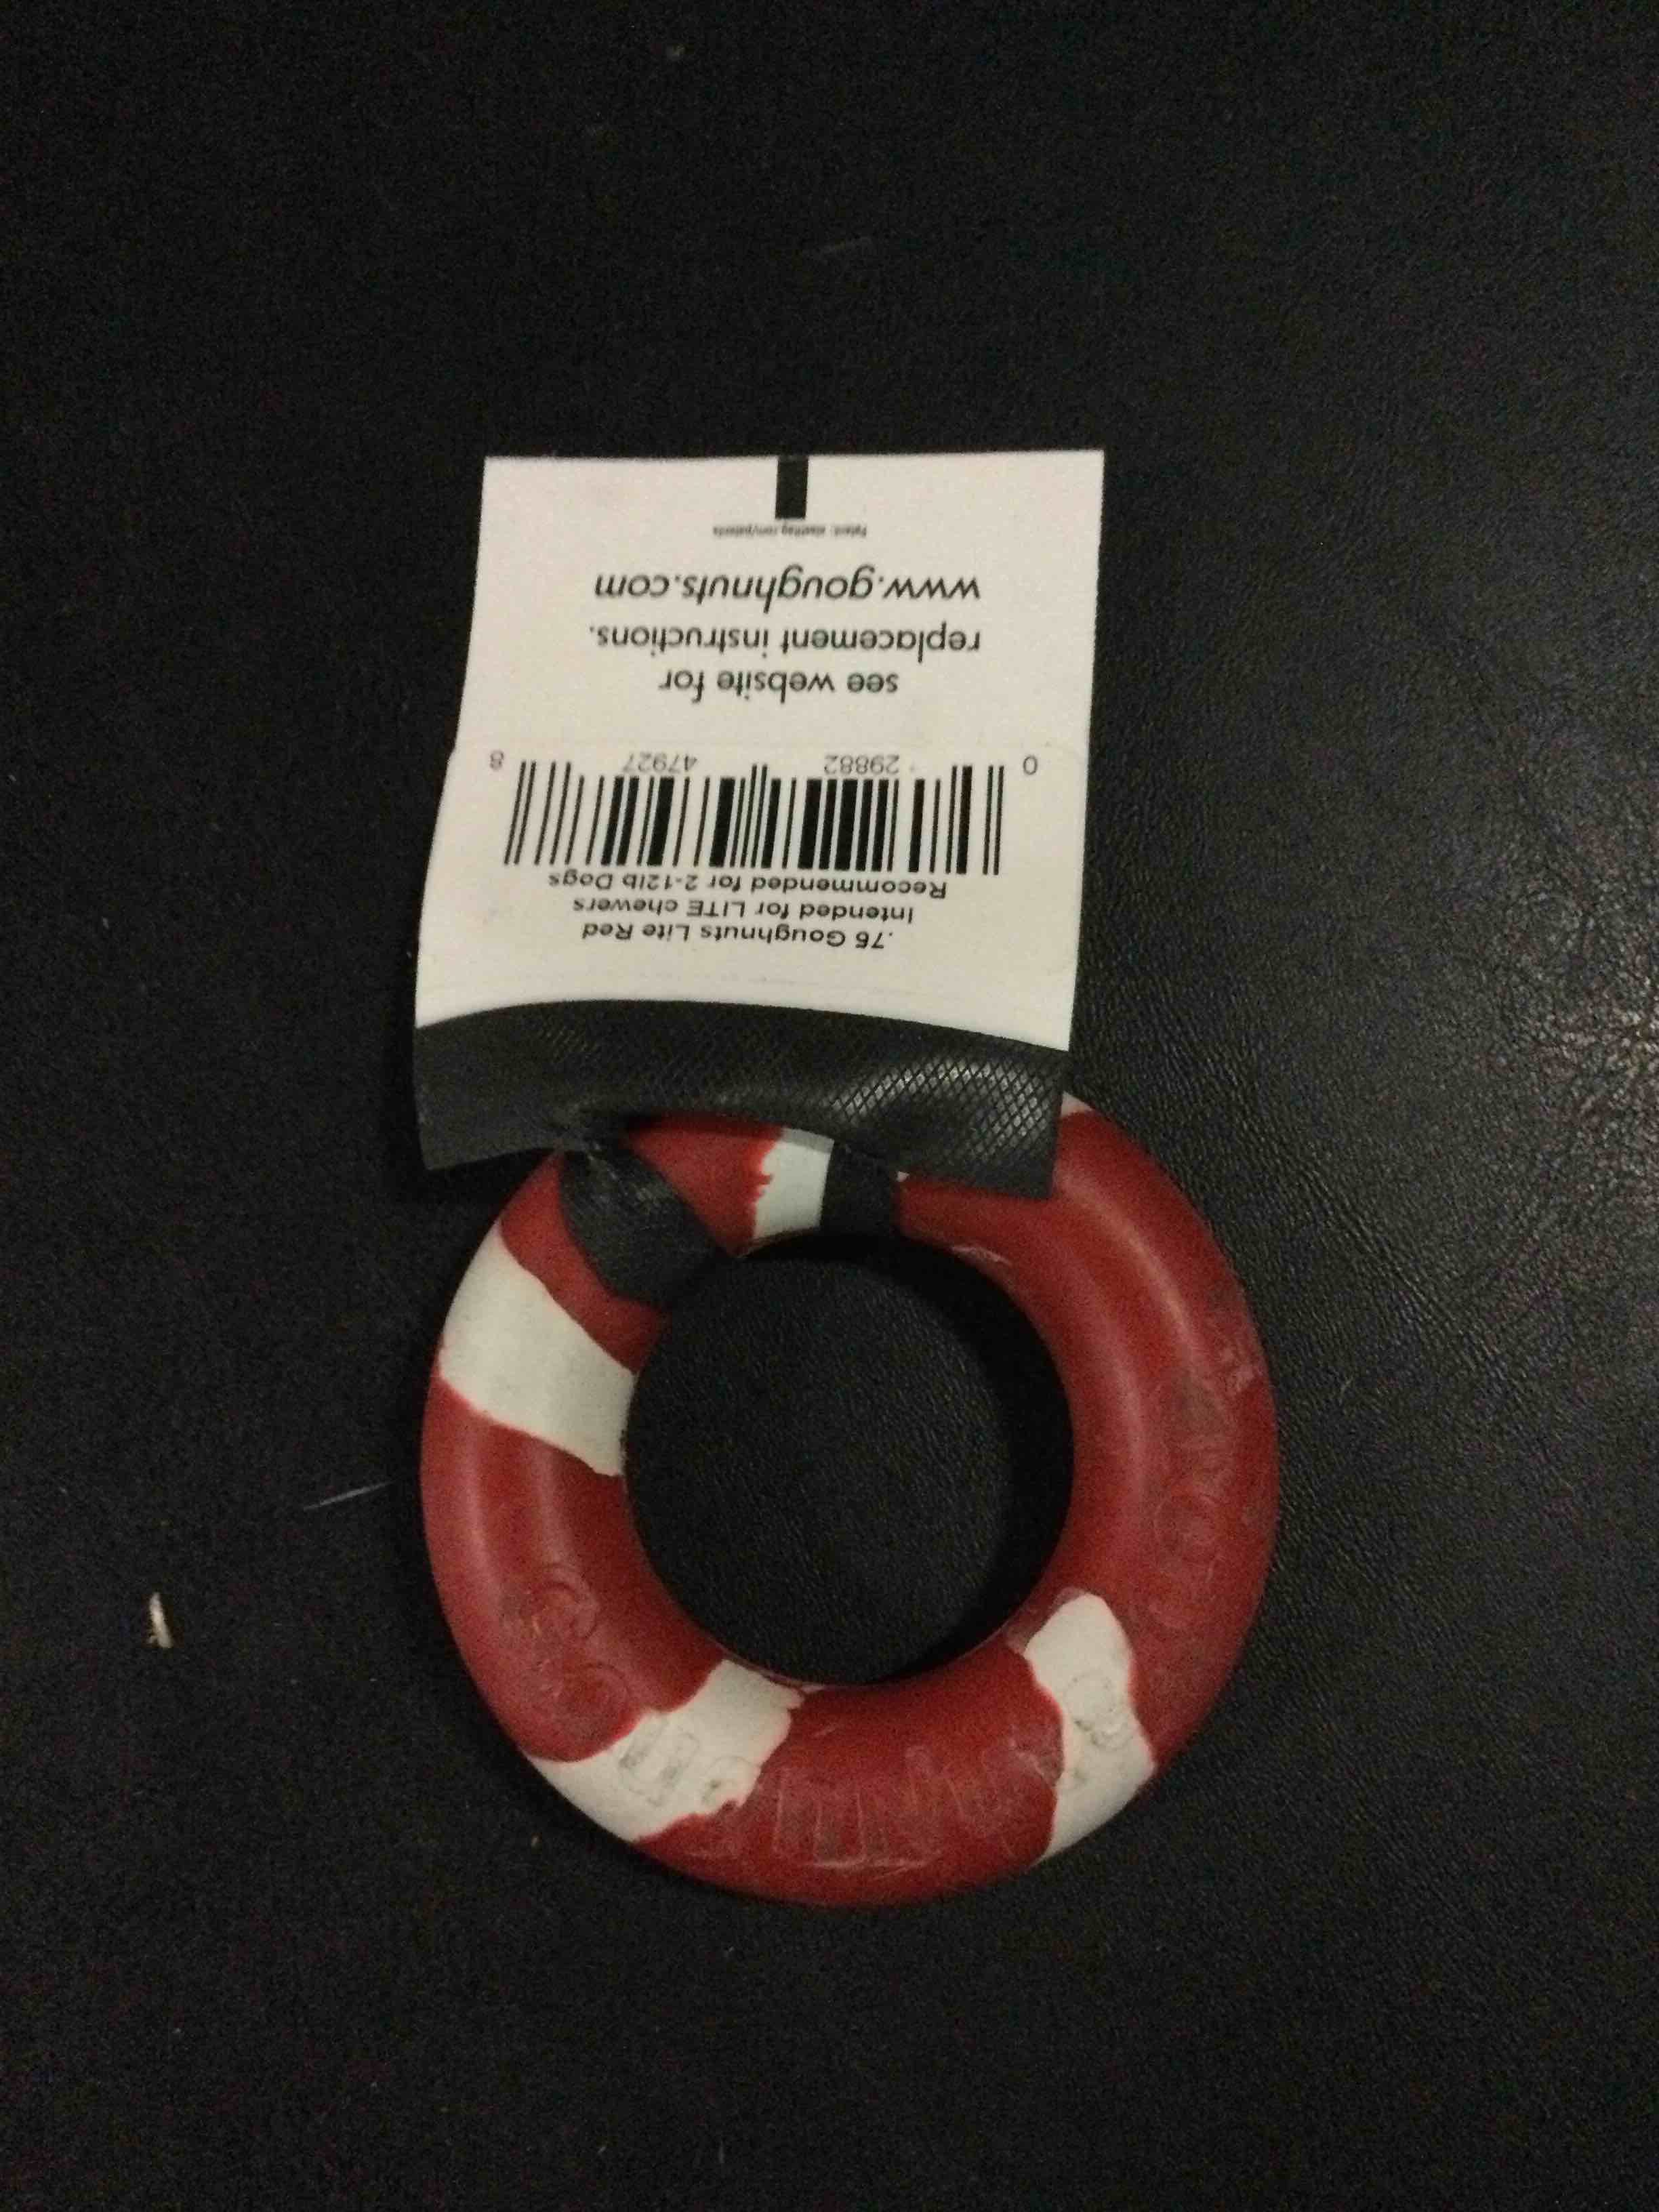 .75 Goughnuts Lite Red
Intended for LITE chewers
Recommended for 2-12lb Dogs
0 29882 47927 8
see website for
replacement instructions.
www.goughnuts.com